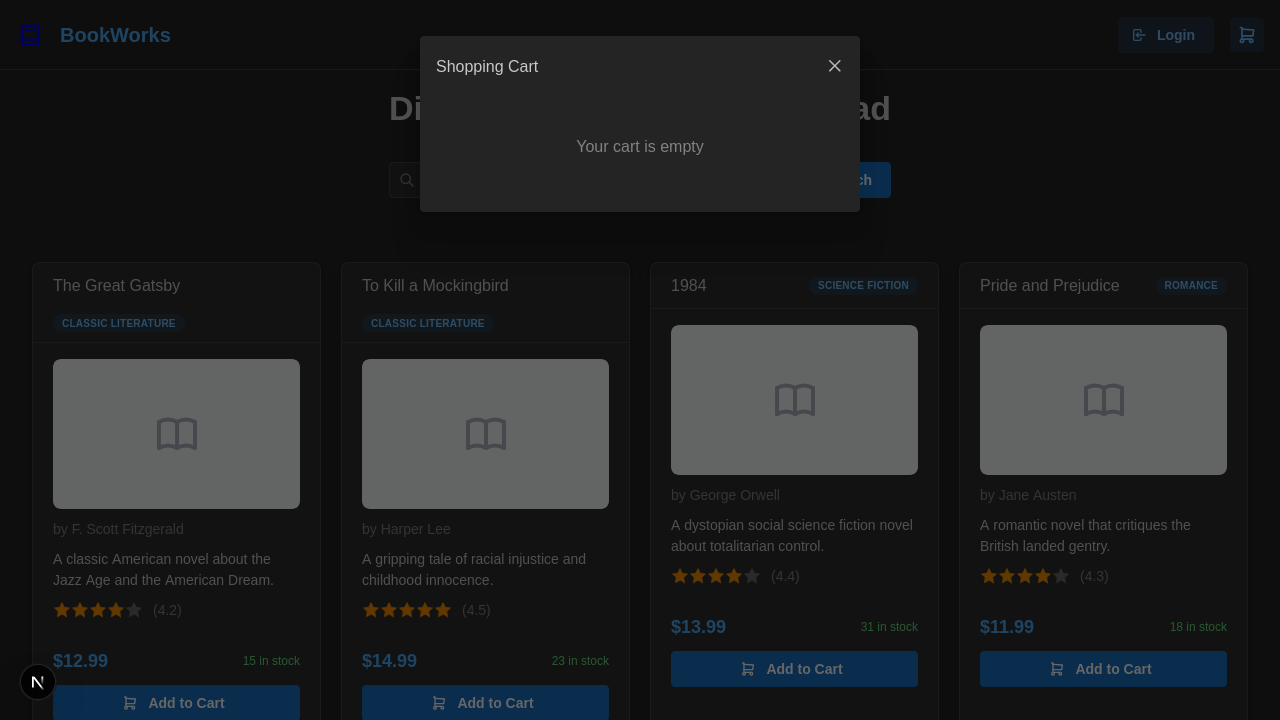 BookWorks
Login
Shopping Cart
Your cart is empty
The Great Gatsby
CLASSIC LITERATURE
by F. Scott Fitzgerald
A classic American novel about the
Jazz Age and the American Dream.
(4.2)
$12.99
15 in stock
Add to Cart
To Kill a Mockingbird
CLASSIC LITERATURE
by Harper Lee
A gripping tale of racial injustice and
childhood innocence.
(4.5)
$14.99
23 in stock
Add to Cart
1984
SCIENCE FICTION
by George Orwell
A dystopian social science fiction novel
about totalitarian control.
(4.4)
$13.99
31 in stock
Add to Cart
Pride and Prejudice
ROMANCE
by Jane Austen
A romantic novel that critiques the
British landed gentry.
(4.3)
$11.99
18 in stock
Add to Cart